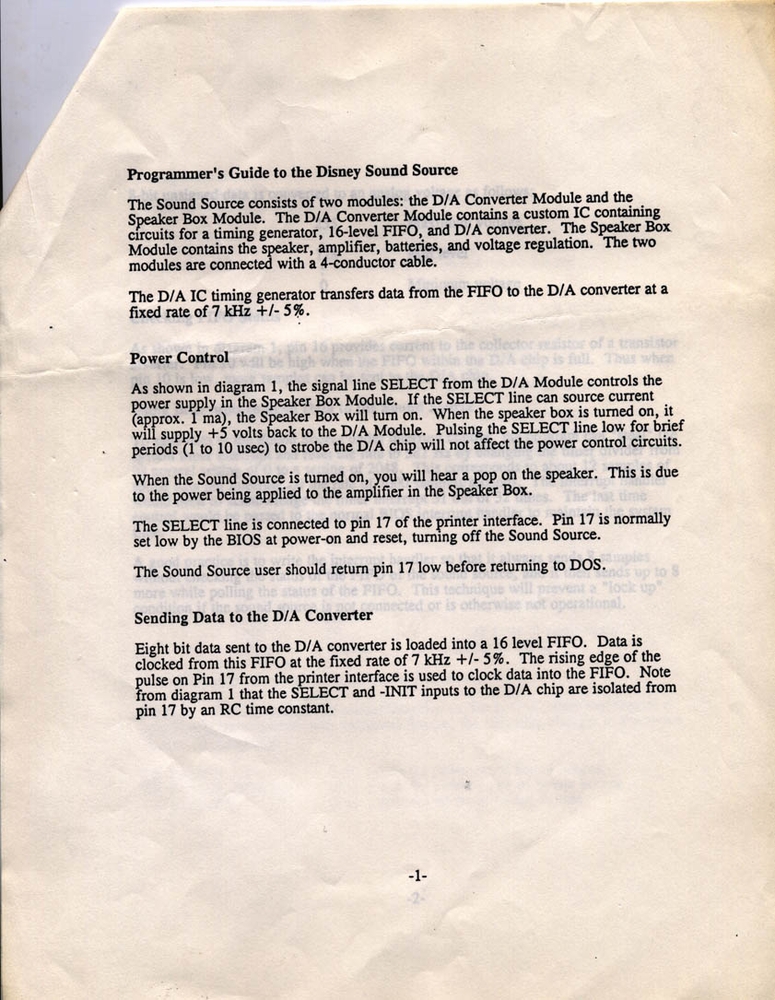 Programmer's Guide to the Disney Sound Source
The Sound Source consists of two modules: the D/A Converter Module and the
Speaker Box Module. The D/A Converter Module contains a custom IC containing
circuits for a timing generator, 16-level FIFO, and D/A converter. The Speaker Box
Module contains the speaker, amplifier, batteries, and voltage regulation. The two
modules are connected with a 4-conductor cable.
The D/A IC timing generator transfers data from the FIFO to the D/A converter at a
fixed rate of 7 kHz +/- 5%.
Power Control
As shown in diagram 1, the signal line SELECT from the D/A Module controls the
power supply in the Speaker Box Module. If the SELECT line can source current
(approx. 1 ma), the Speaker Box will turn on. When the speaker box is turned on, it
will supply +5 volts back to the D/A Module. Pulsing the SELECT line low for brief
periods (1 to 10 usec) to strobe the D/A chip will not affect the power control circuits.
When the Sound Source is turned on, you will hear a pop on the speaker. This is due
to the power being applied to the amplifier in the Speaker Box.
The SELECT line is connected to pin 17 of the printer interface. Pin 17 is normally
set low by the BIOS at power-on and reset, turning off the Sound Source.
The Sound Source user should return pin 17 low before returning to DOS.
Sending Data to the D/A Converter
Eight bit data sent to the D/A converter is loaded into a 16 level FIFO. Data is
clocked from this FIFO at the fixed rate of 7 kHz +/- 5%. The rising edge of the
pulse on Pin 17 from the printer interface is used to clock data into the FIFO. Note
from diagram 1 that the SELECT and -INIT inputs to the D/A chip are isolated from
pin 17 by an RC time constant.
-1-